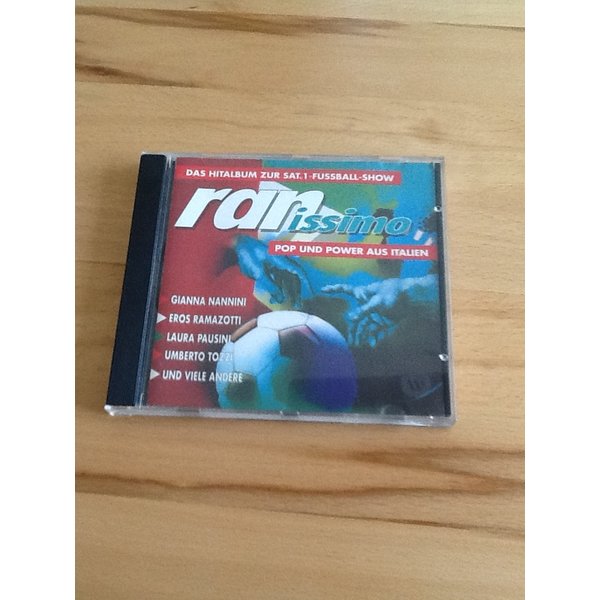 DAS HITALBUM ZUR SAT.1-FUSSBALL-SHOW
ranissimo
POP UND POWER AUS ITALIEN
GIANNA NANNINI
EROS RAMAZOTTI
LAURA PAUSINI
UMBERTO TOZZI
UND VIELE ANDERE